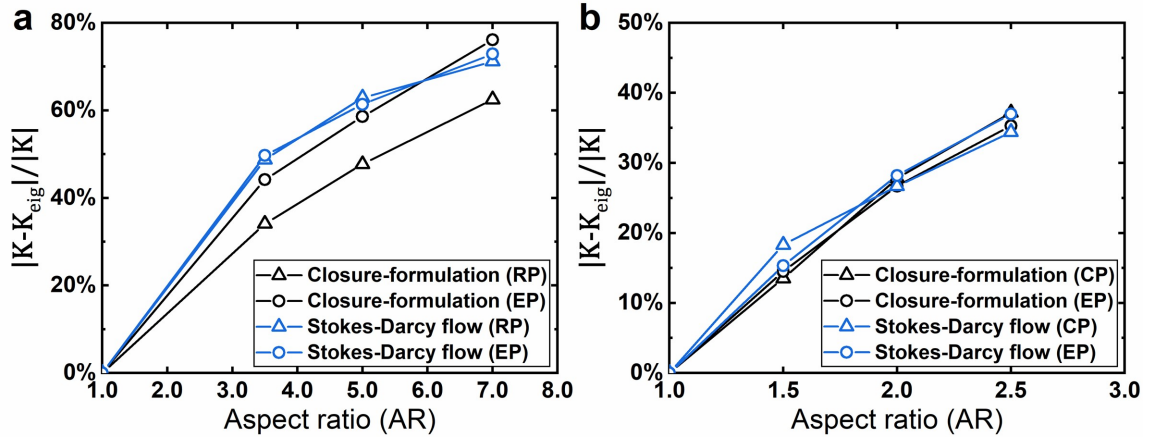 a
80%
60%
40%
20%
0%
|K-K_eig|/|K|
Closure-formulation (RP)
Closure-formulation (EP)
Stokes-Darcy flow (RP)
Stokes-Darcy flow (EP)
1.0 2.0 3.0 4.0 5.0 6.0 7.0 8.0
Aspect ratio (AR)
b
50%
40%
30%
20%
10%
0%
|K-K_eig|/|K|
Closure-formulation (CP)
Closure-formulation (EP)
Stokes-Darcy flow (CP)
Stokes-Darcy flow (EP)
1.0 1.5 2.0 2.5 3.0
Aspect ratio (AR)